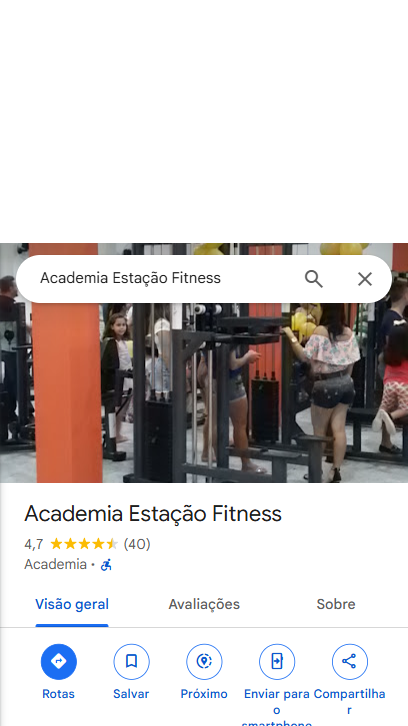 Academia Estação Fitness
Academia Estação Fitness
4,7 (40)
Academia ·
Visão geral Avaliações Sobre
Rotas Salvar Próximo Enviar para o smartphone Compartilhar